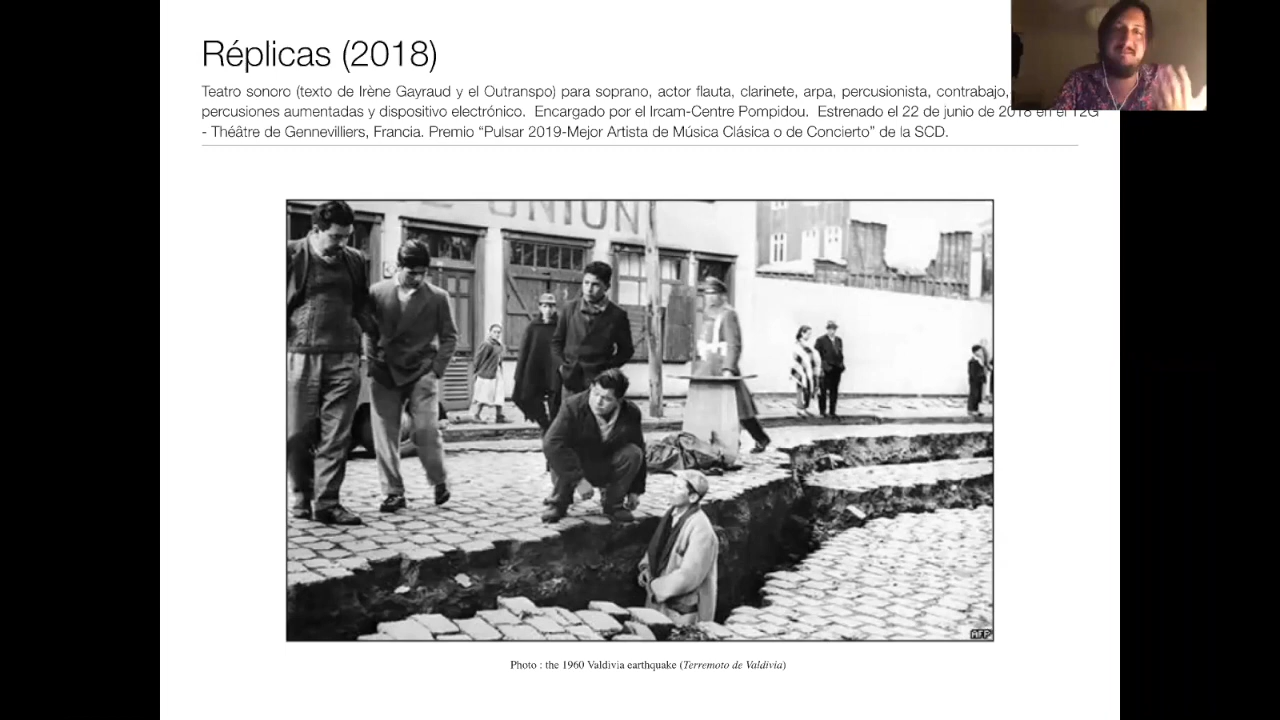 Réplicas (2018)
Teatro sonoro (texto de Irène Gayraud y el Outranspo) para soprano, actor flauta, clarinete, arpa, percusionista, contrabajo,
percusiones aumentadas y dispositivo electrónico. Encargado por el Ircam-Centre Pompidou. Estrenado el 22 de junio de 2018 en el T2G
- Théâtre de Gennevilliers, Francia. Premio “Pulsar 2019-Mejor Artista de Música Clásica o de Concierto” de la SCD.
UNION
AFP
Photo : the 1960 Valdivia earthquake (Terremoto de Valdivia)